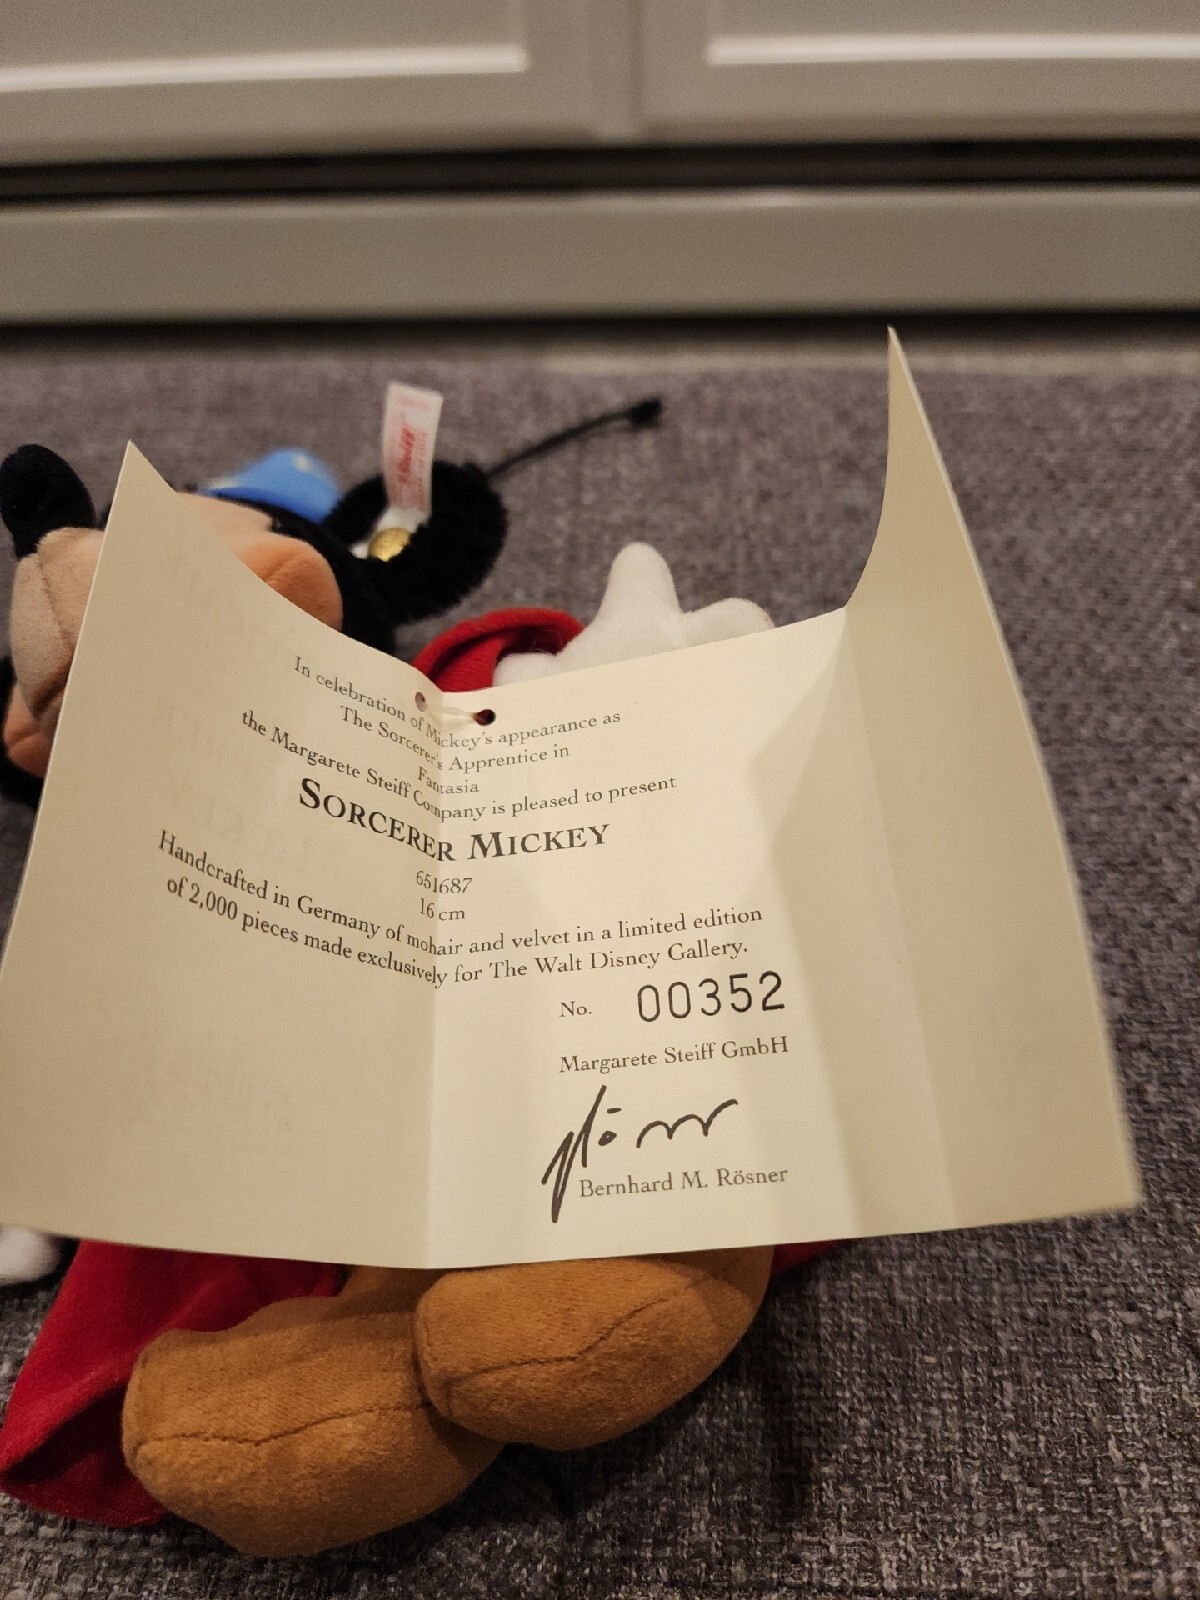 In celebration of Mickey's appearance as
The Sorcerer's Apprentice in
Fantasia
the Margarete Steiff Company is pleased to present
SORCERER MICKEY
651687
16 cm
Handcrafted in Germany of mohair and velvet in a limited edition
of 2,000 pieces made exclusively for The Walt Disney Gallery.
No. 00352
Margarete Steiff GmbH
Bernhard M. Rösner
Steiff